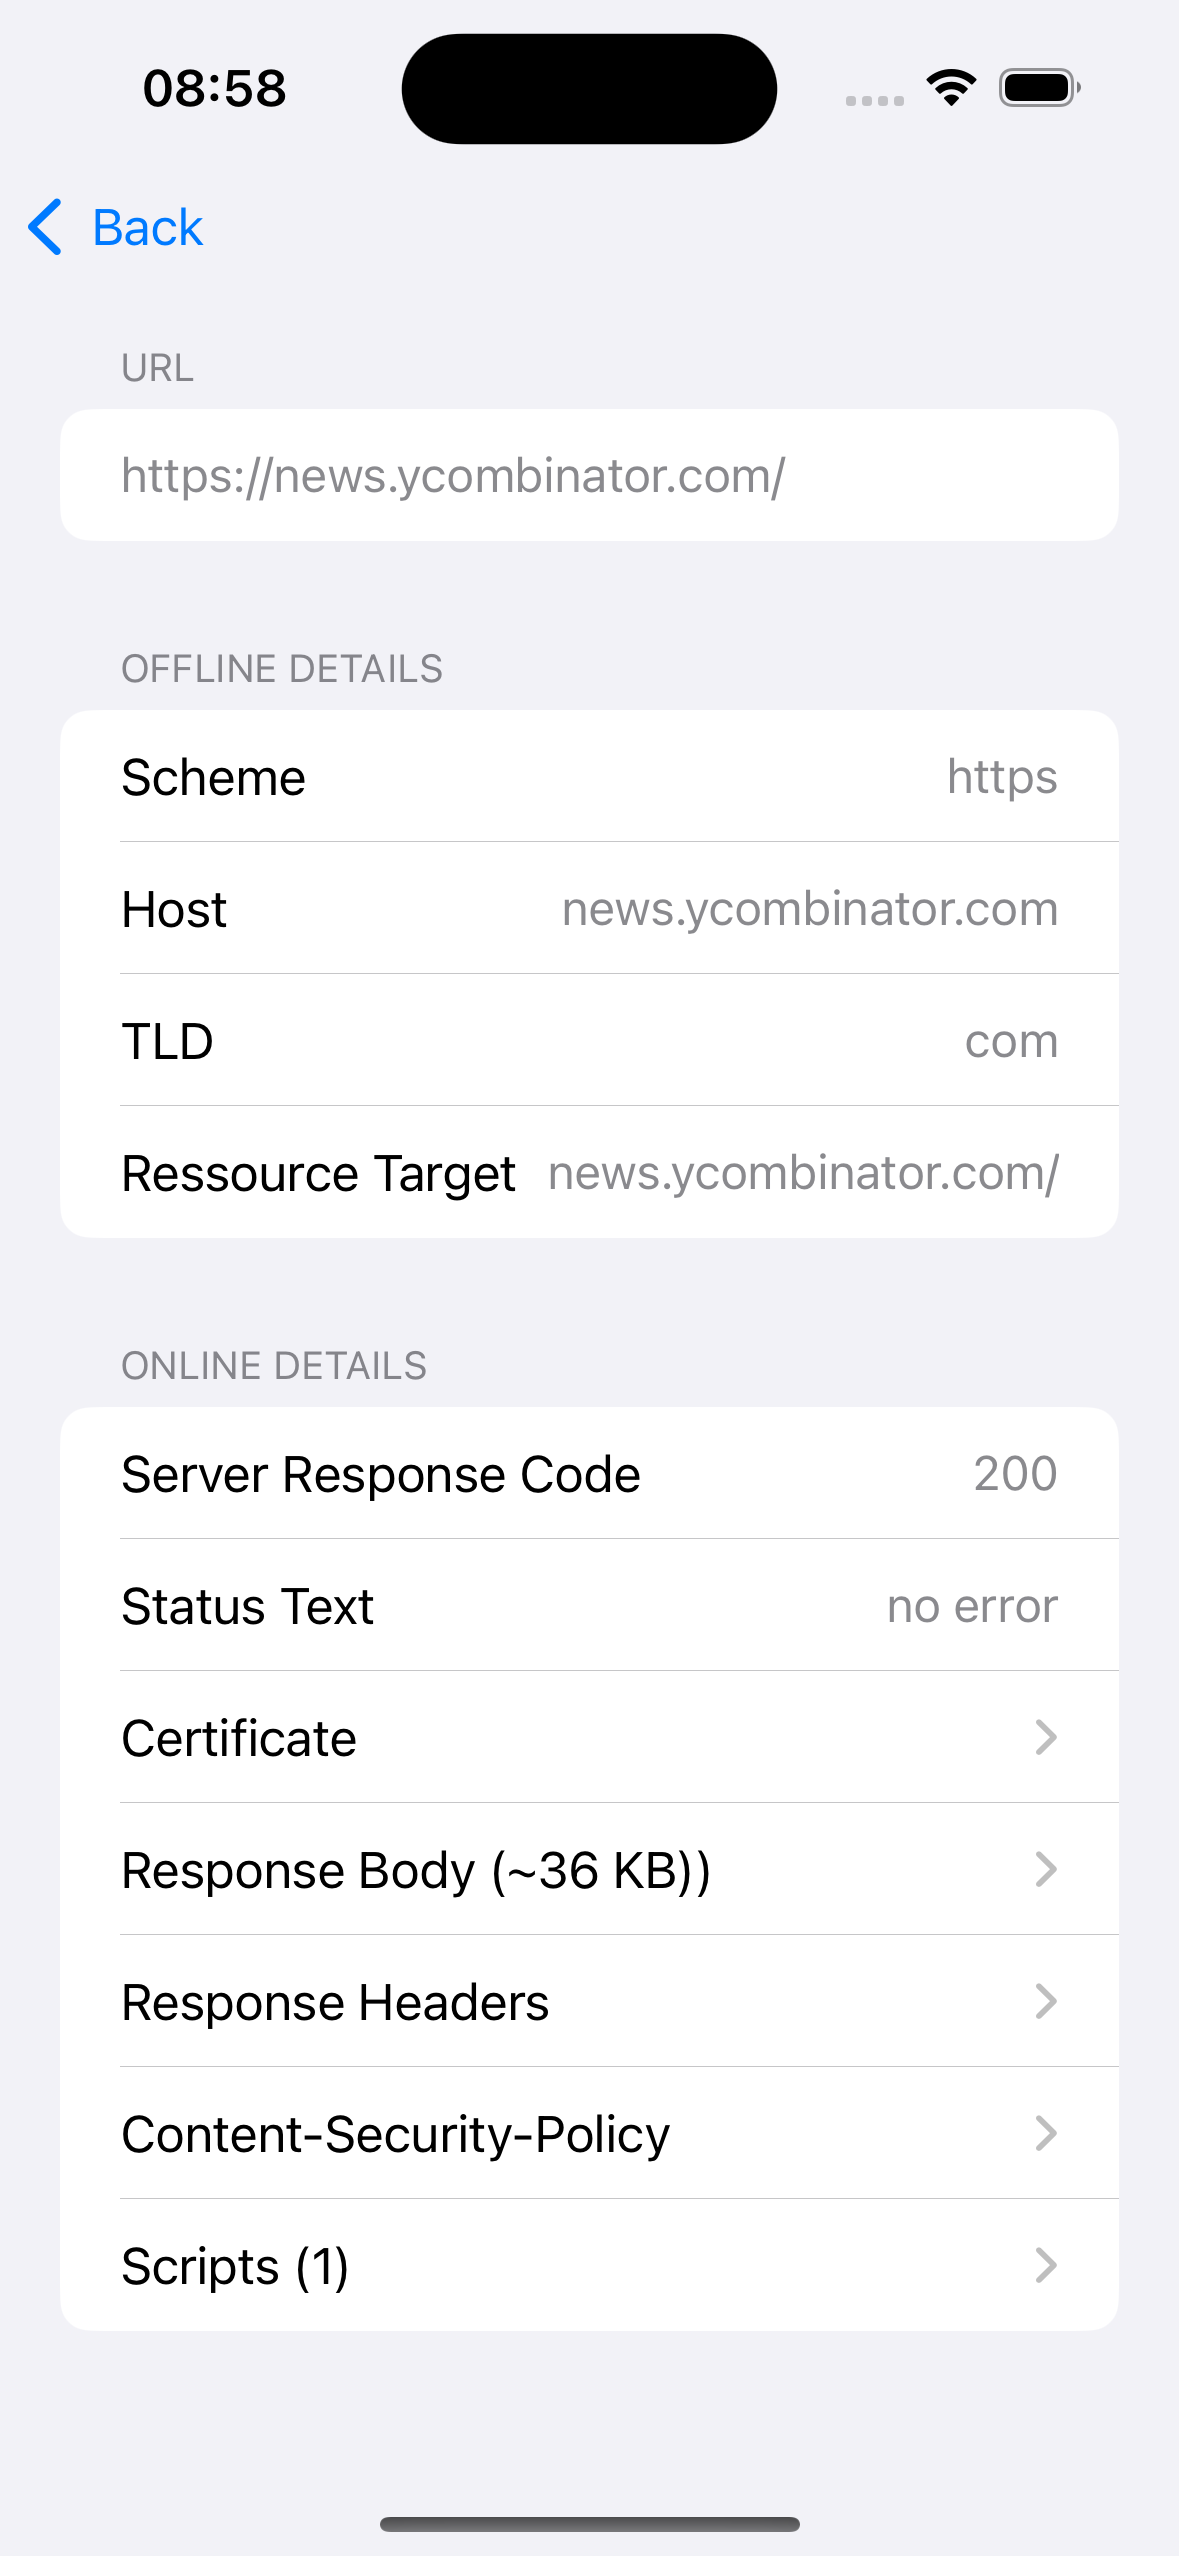 08:58
Back
URL
https://news.ycombinator.com/
OFFLINE DETAILS
Scheme https
Host news.ycombinator.com
TLD com
Ressource Target news.ycombinator.com/
ONLINE DETAILS
Server Response Code 200
Status Text no error
Certificate
Response Body (~36 KB))
Response Headers
Content-Security-Policy
Scripts (1)